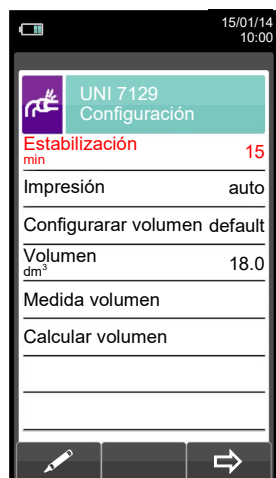 15/01/14
10:00
UNI 7129
Configuración
Estabilización
min
15
Impresión auto
Configurarar volumen default
Volumen
dm³
18.0
Medida volumen
Calcular volumen